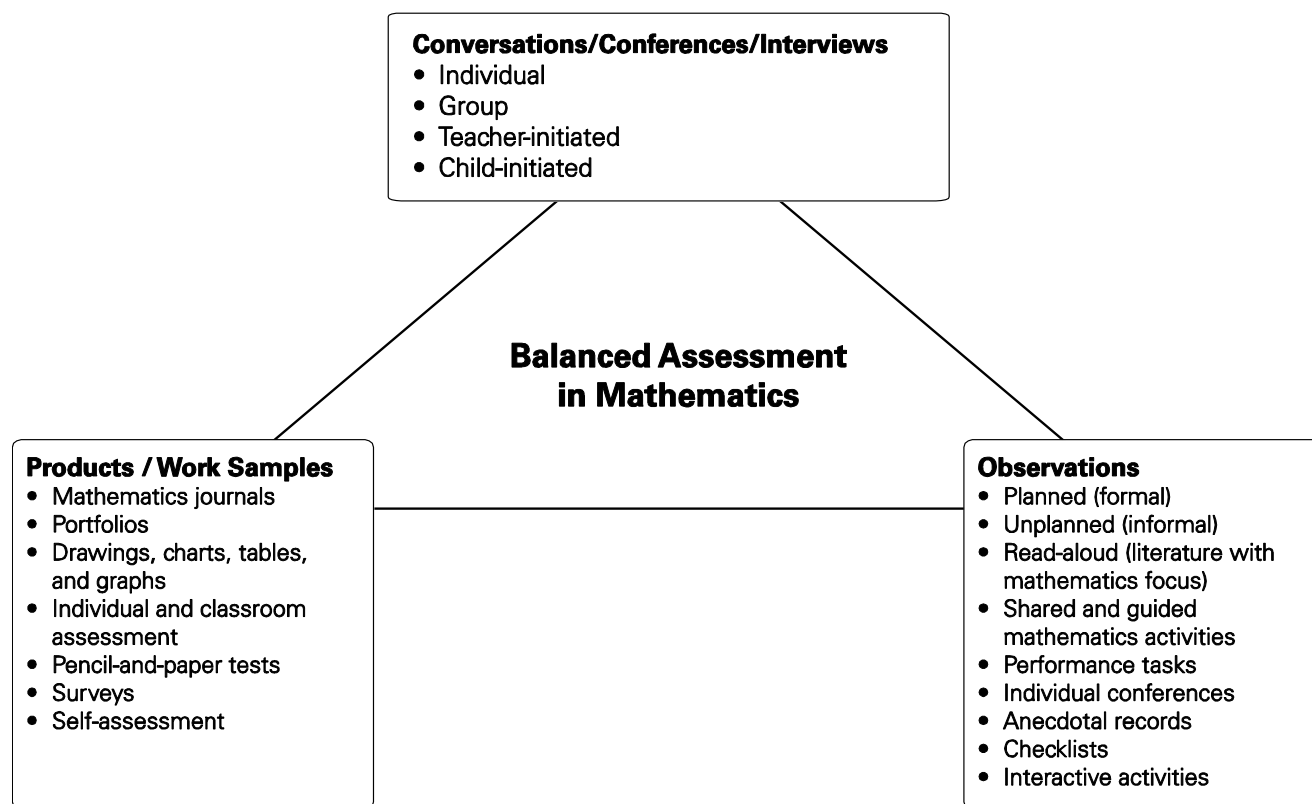 Conversations/Conferences/Interviews
• Individual
• Group
• Teacher-initiated
• Child-initiated
Balanced Assessment
in Mathematics
Products / Work Samples
• Mathematics journals
• Portfolios
• Drawings, charts, tables,
and graphs
• Individual and classroom
assessment
• Pencil-and-paper tests
• Surveys
• Self-assessment
Observations
• Planned (formal)
• Unplanned (informal)
• Read-aloud (literature with
mathematics focus)
• Shared and guided
mathematics activities
• Performance tasks
• Individual conferences
• Anecdotal records
• Checklists
• Interactive activities